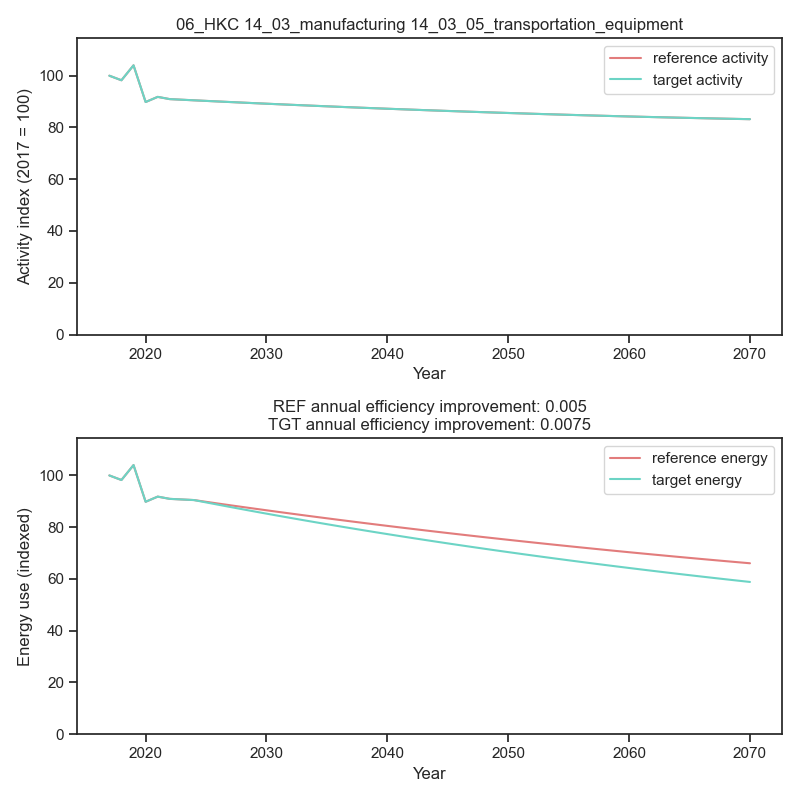 06_HKC 14_03_manufacturing 14_03_05_transportation_equipment
reference activity
target activity
Activity index (2017 = 100)
100
80
60
40
20
0
2020 2030 2040 2050 2060 2070
Year
REF annual efficiency improvement: 0.005
TGT annual efficiency improvement: 0.0075
reference energy
target energy
Energy use (indexed)
100
80
60
40
20
0
2020 2030 2040 2050 2060 2070
Year